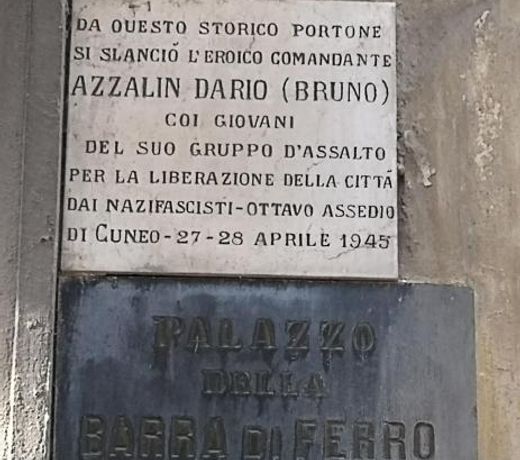 DA QUESTO STORICO PORTONE
SI SLANCIÒ L'EROICO COMANDANTE
AZZALIN DARIO (BRUNO)
COI GIOVANI
DEL SUO GRUPPO D'ASSALTO
PER LA LIBERAZIONE DELLA CITTÀ
DAI NAZIFASCISTI-OTTAVO ASSEDIO
DI CUNEO-27-28 APRILE 1945
PALAZZO
DELLA
BARRA DI FERRO